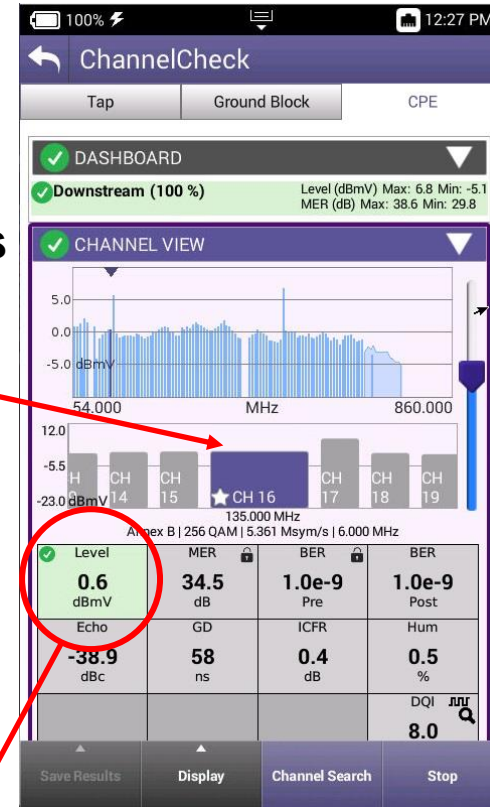 100% 12:27 PM
ChannelCheck
Tap Ground Block CPE
DASHBOARD
Downstream (100 %) Level (dBmV) Max: 6.8 Min: -5.1
MER (dB) Max: 38.6 Min: 29.8
s
CHANNEL VIEW
5.0
0.0
-5.0 dBmV
54.000 MHz 860.000
12.0
-5.5
-23.0 dBmV
H CH 14 CH 15 CH 16 CH 17 CH 18 CH 19
135.000 MHz
Annex B | 256 QAM | 5.361 Msym/s | 6.000 MHz
Level MER BER BER
0.6 34.5 1.0e-9 1.0e-9
dBmV dB Pre Post
Echo GD ICFR Hum
-38.9 58 0.4 0.5
dBc ns dB %
DQI
8.0
Save Results Display Channel Search Stop